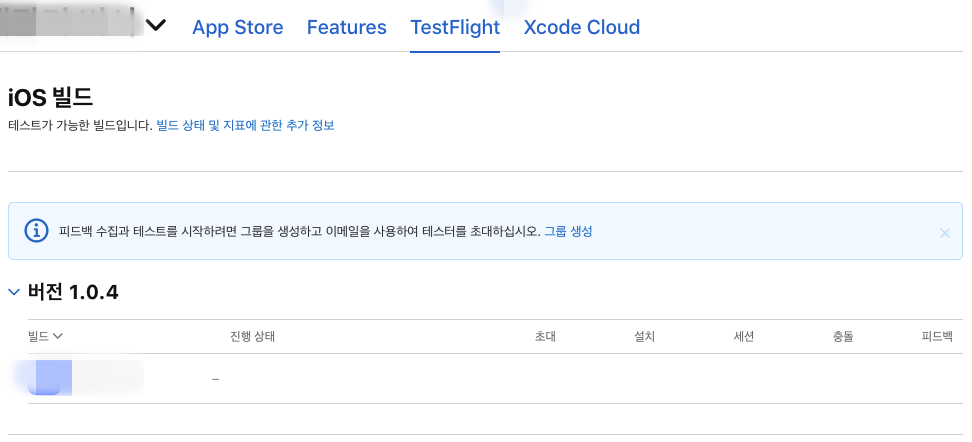 App Store Features TestFlight Xcode Cloud
iOS 빌드
테스트가 가능한 빌드입니다. 빌드 상태 및 지표에 관한 추가 정보
피드백 수집과 테스트를 시작하려면 그룹을 생성하고 이메일을 사용하여 테스터를 초대하십시오. 그룹 생성
버전 1.0.4
빌드 진행 상태 초대 설치 세션 충돌 피드백
–